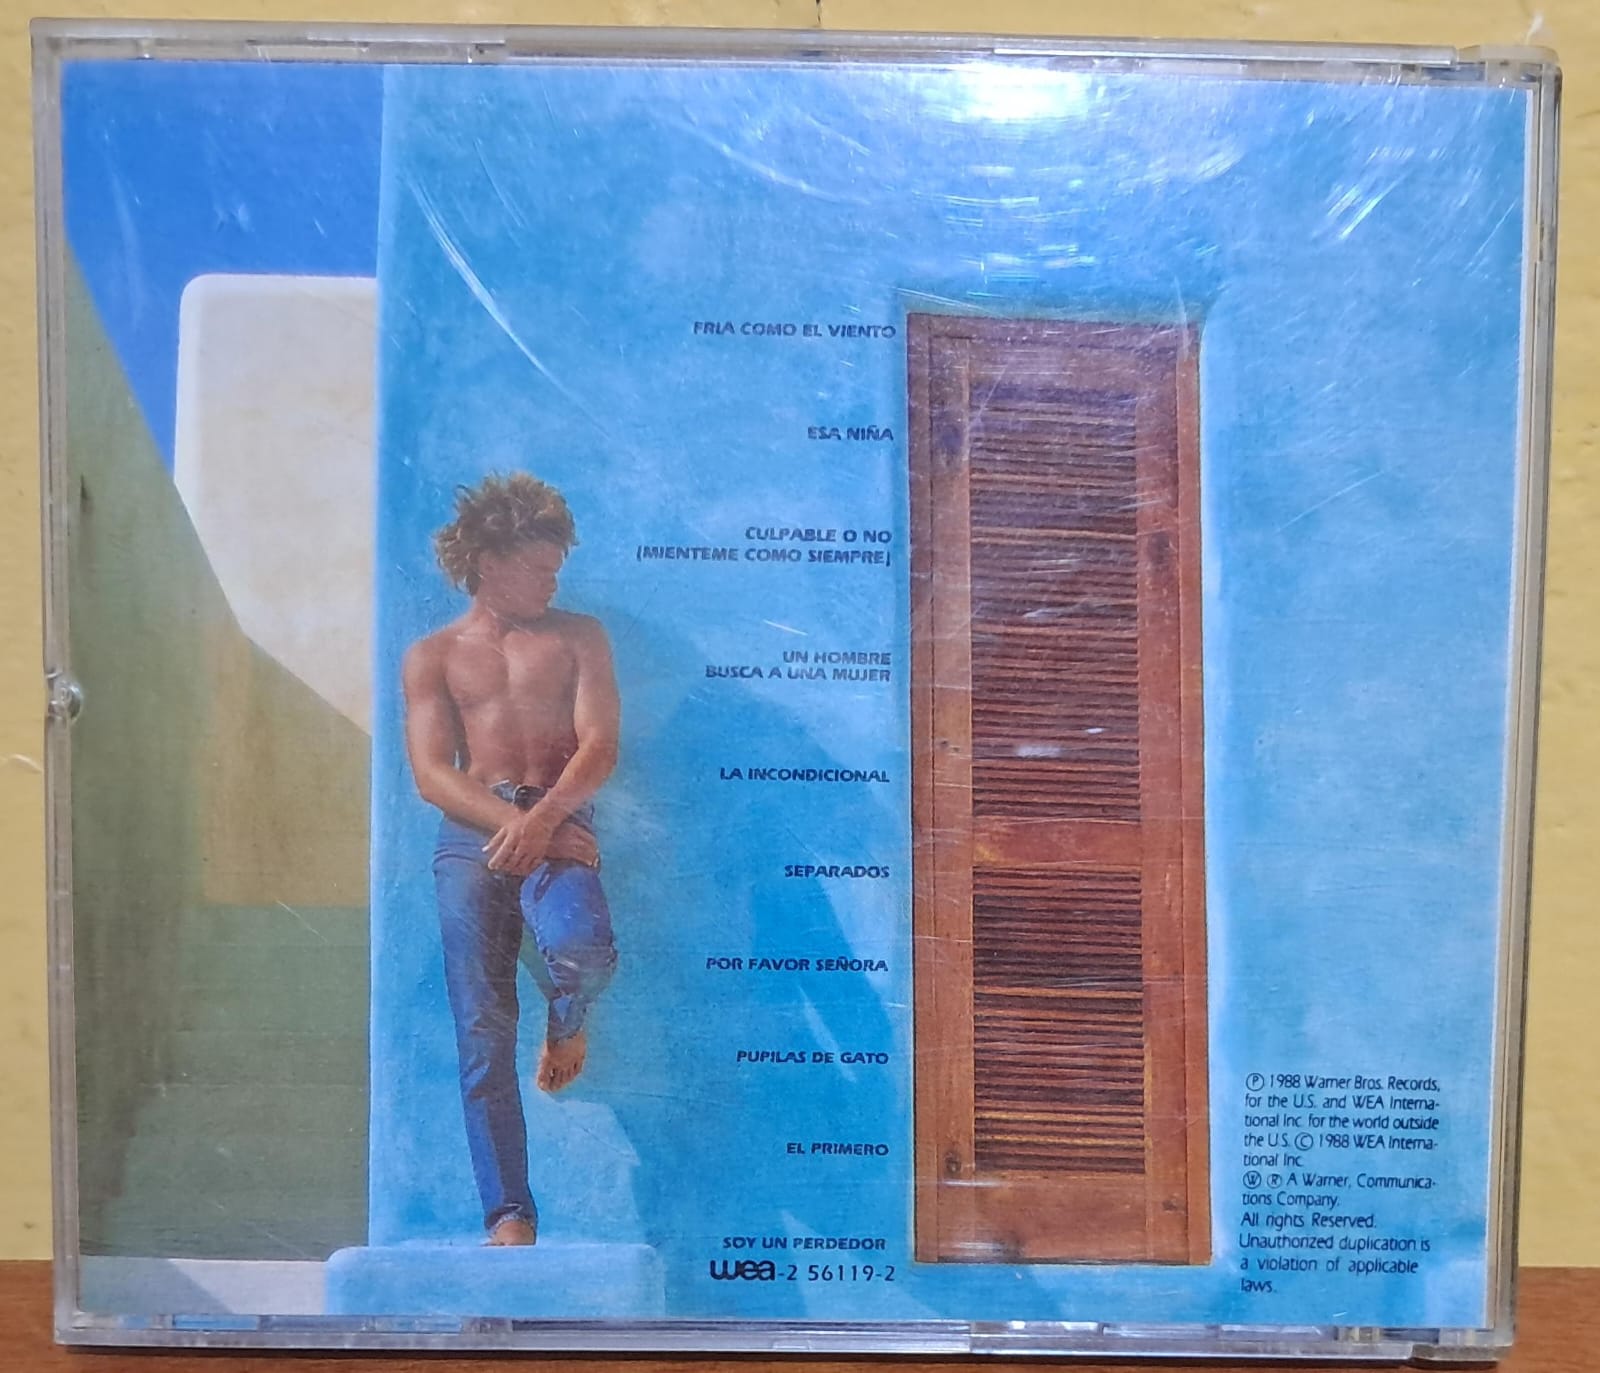 FRIA COMO EL VIENTO
ESA NIÑA
CULPABLE O NO
(MIENTEME COMO SIEMPRE)
UN HOMBRE
BUSCA A UNA MUJER
LA INCONDICIONAL
SEPARADOS
POR FAVOR SEÑORA
PUPILAS DE GATO
EL PRIMERO
SOY UN PERDEDOR
wea-2 56119-2
Ⓟ 1988 Warner Bros. Records,
for the U.S. and WEA Interna-
tional Inc. for the world outside
the U.S. Ⓒ 1988 WEA Interna-
tional Inc.
Ⓦ Ⓡ A Warner, Communica-
tions Company.
All rights Reserved.
Unauthorized duplication is
a violation of applicable
laws.